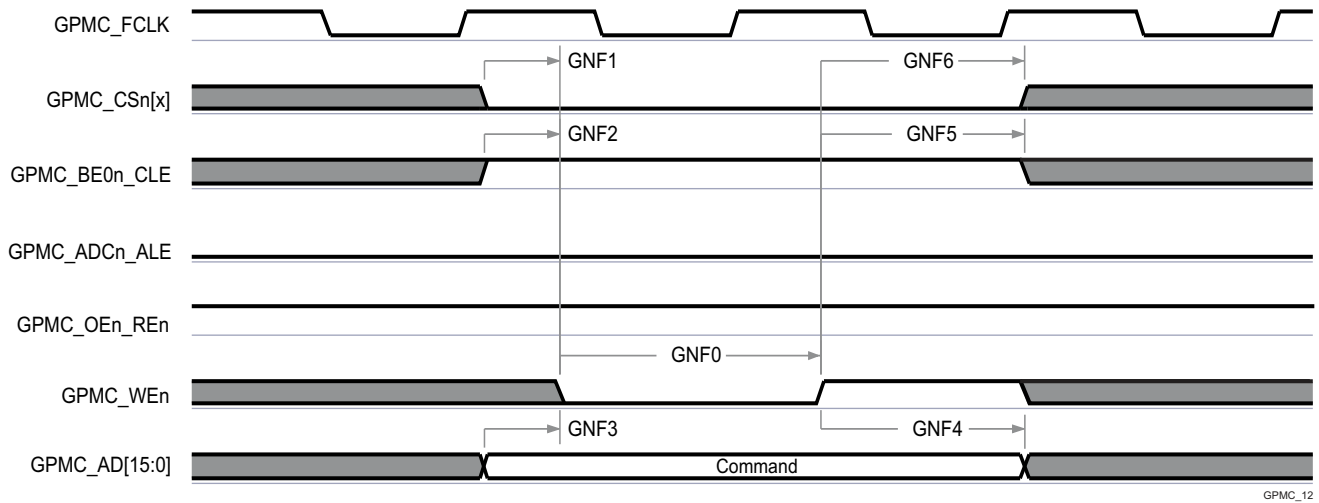 GPMC_FCLK
GNF1
GNF6
GPMC_CSn[x]
GNF2
GNF5
GPMC_BE0n_CLE
GPMC_ADCn_ALE
GPMC_OEn_REn
GNF0
GPMC_WEn
GNF3
GNF4
GPMC_AD[15:0]
Command
GPMC_12